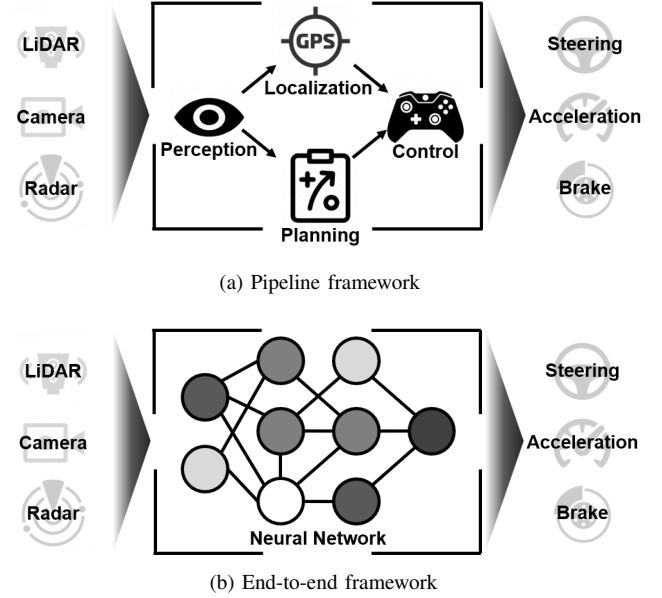 LiDAR
Camera
Radar
GPS
Localization
Perception
Control
Planning
Steering
Acceleration
Brake
(a) Pipeline framework
LiDAR
Camera
Radar
Neural Network
Steering
Acceleration
Brake
(b) End-to-end framework